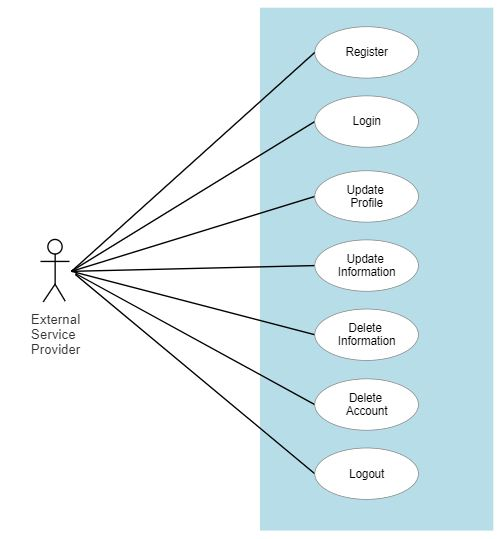 Register
Login
Update
Profile
Update
Information
Delete
Information
Delete
Account
Logout
External
Service
Provider